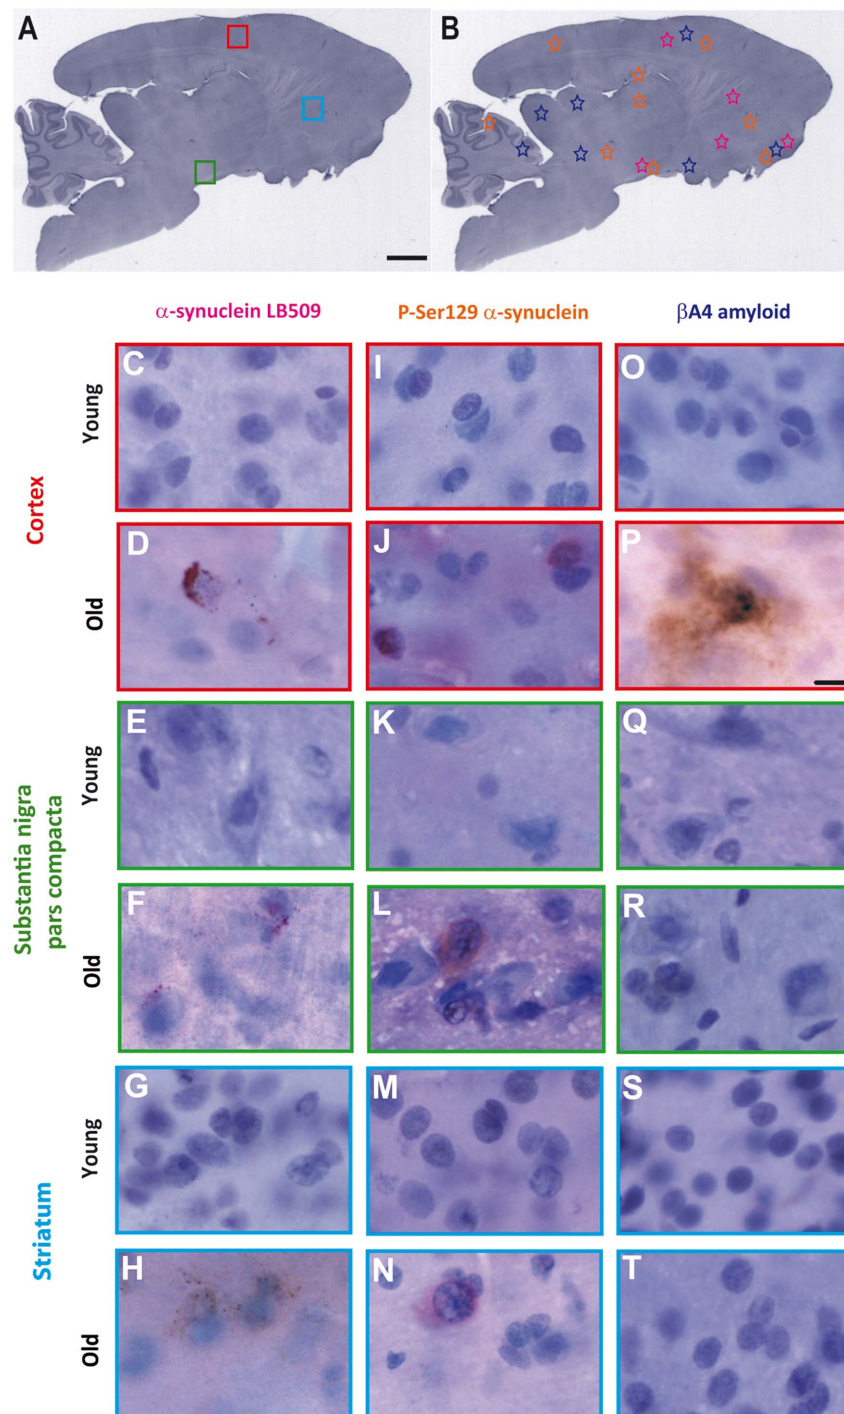 A
B
α-synuclein LB509
P-Ser129 α-synuclein
βA4 amyloid
Cortex
Young
C
I
O
Old
D
J
P
Substantia nigra
pars compacta
Young
E
K
Q
Old
F
L
R
Striatum
Young
G
M
S
Old
H
N
T